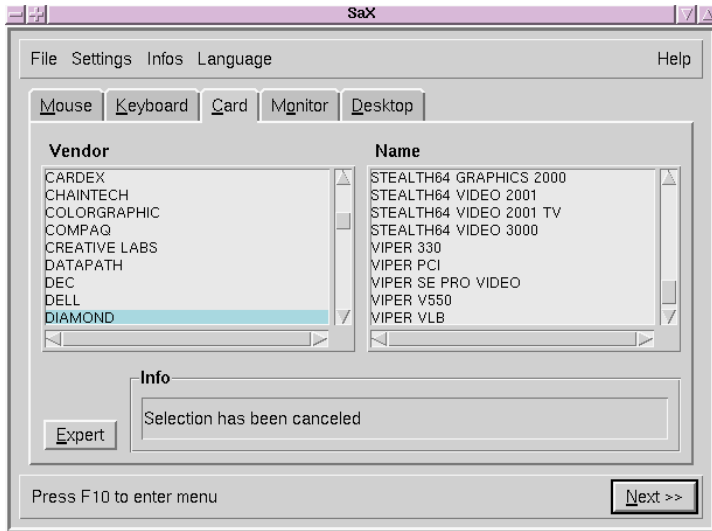 SaX
File Settings Infos Language Help
Mouse Keyboard Card Monitor Desktop
Vendor
CARDEX
CHAINTECH
COLORGRAPHIC
COMPAQ
CREATIVE LABS
DATAPATH
DEC
DELL
DIAMOND
Name
STEALTH64 GRAPHICS 2000
STEALTH64 VIDEO 2001
STEALTH64 VIDEO 2001 TV
STEALTH64 VIDEO 3000
VIPER 330
VIPER PCI
VIPER SE PRO VIDEO
VIPER V550
VIPER VLB
Info
Selection has been canceled
Expert
Press F10 to enter menu
Next >>